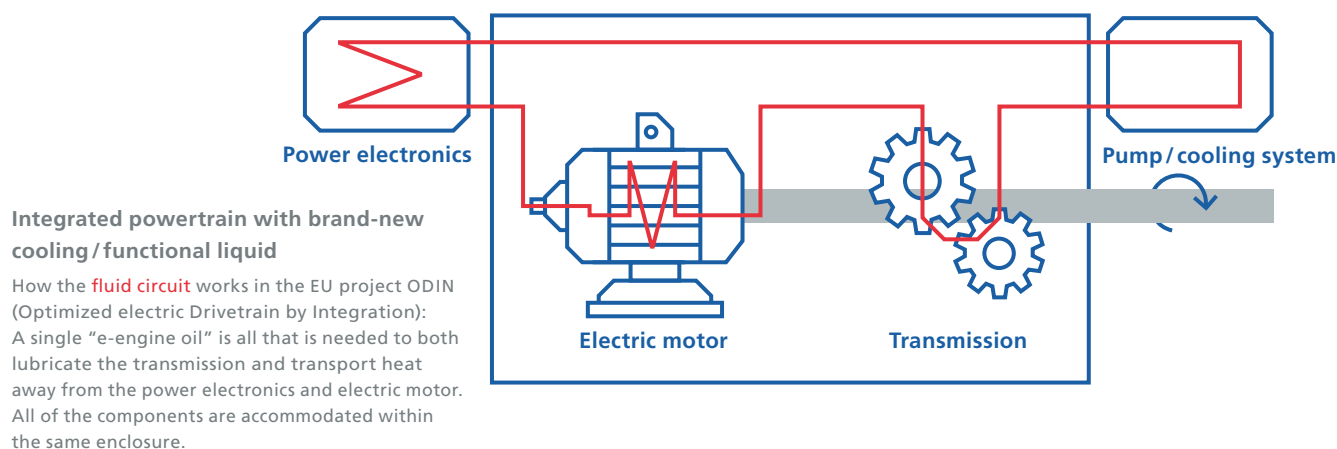 Power electronics
Pump/cooling system
Electric motor
Transmission
Integrated powertrain with brand-new
cooling/functional liquid
How the fluid circuit works in the EU project ODIN
(Optimized electric Drivetrain by Integration):
A single “e-engine oil” is all that is needed to both
lubricate the transmission and transport heat
away from the power electronics and electric motor.
All of the components are accommodated within
the same enclosure.